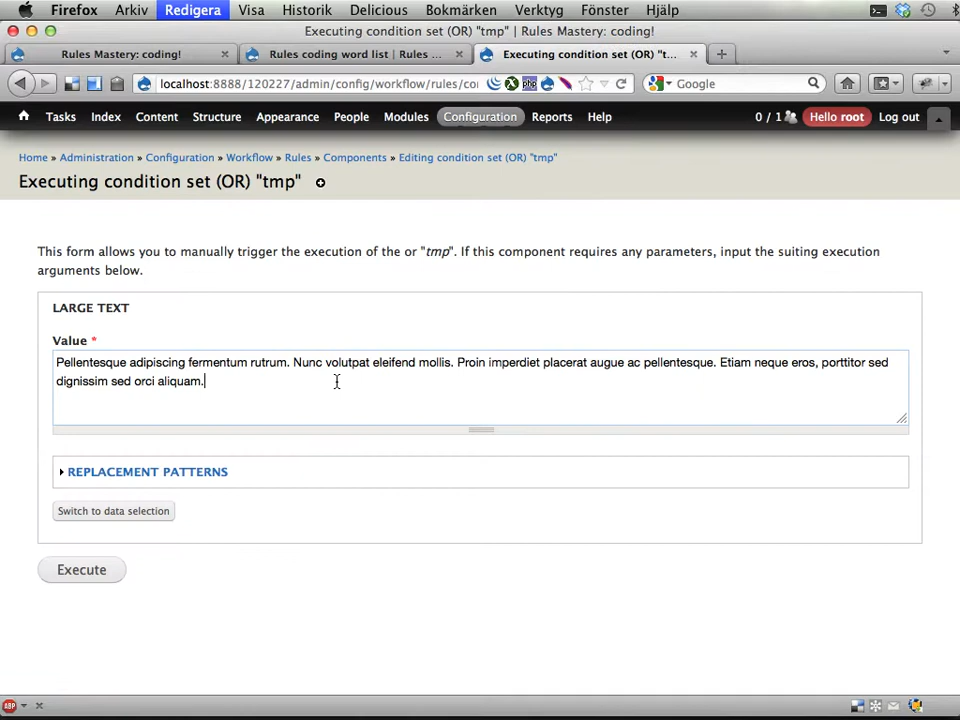 Firefox Arkiv Redigera Visa Historik Delicious Bokmärken Verktyg Fönster Hjälp
Executing condition set (OR) "tmp" | Rules Mastery: coding!
Rules Mastery: coding! × Rules coding word list | Rules ... × Executing condition set (OR) "t... ×
localhost:8888/120227/admin/config/workflow/rules/coı php Google
Tasks Index Content Structure Appearance People Modules Configuration Reports Help 0 / 1 Hello root Log out
Home » Administration » Configuration » Workflow » Rules » Components » Editing condition set (OR) "tmp"
Executing condition set (OR) "tmp"
This form allows you to manually trigger the execution of the or "tmp". If this component requires any parameters, input the suiting execution
arguments below.
LARGE TEXT
Value *
Pellentesque adipiscing fermentum rutrum. Nunc volutpat eleifend mollis. Proin imperdiet placerat augue ac pellentesque. Etiam neque eros, porttitor sed
dignissim sed orci aliquam.
REPLACEMENT PATTERNS
Switch to data selection
Execute
ABP ×